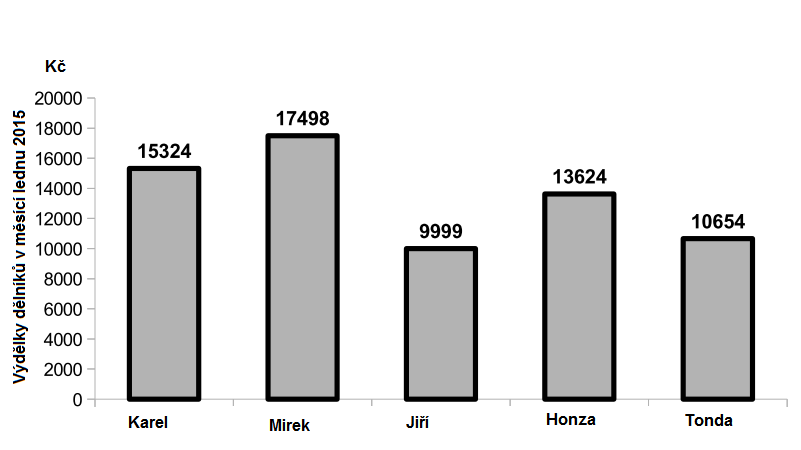 Kč
Výdělky dělníků v měsící lednu 2015
20000
18000
16000
14000
12000
10000
8000
6000
4000
2000
0
15324
17498
9999
13624
10654
Karel
Mirek
Jiří
Honza
Tonda